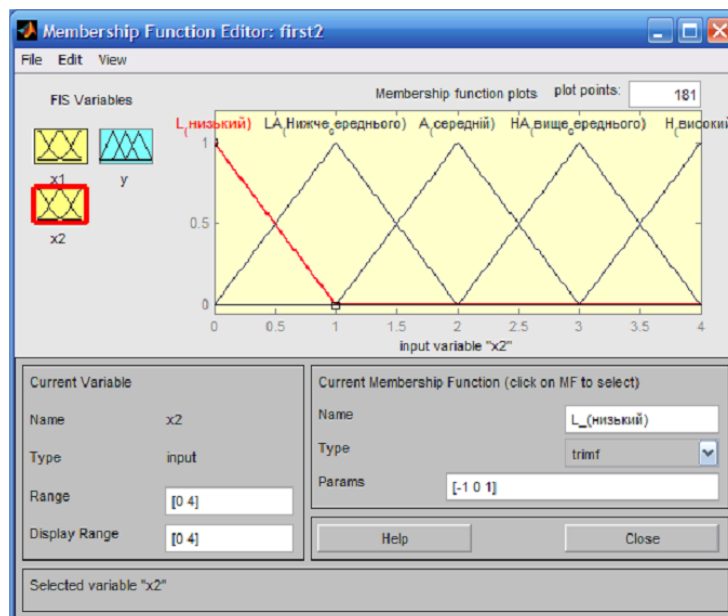 Membership Function Editor: first2
File Edit View
FIS Variables
Membership function plots plot points: 181
L_(низький) LA_(Нижче_середнього) A_(середній) HA_(вище_середнього) H_(високий
x1 y
x2
1
0.5
0
0 0.5 1 1.5 2 2.5 3 3.5 4
input variable "x2"
Current Variable
Name x2
Type input
Range [0 4]
Display Range [0 4]
Current Membership Function (click on MF to select)
Name L_(низький)
Type trimf
Params [-1 0 1]
Help Close
Selected variable "x2"